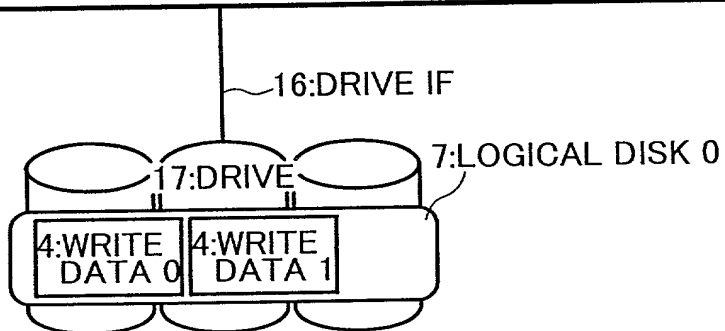 16:DRIVE IF
7:LOGICAL DISK 0
17:DRIVE
4:WRITE
DATA 0
4:WRITE
DATA 1